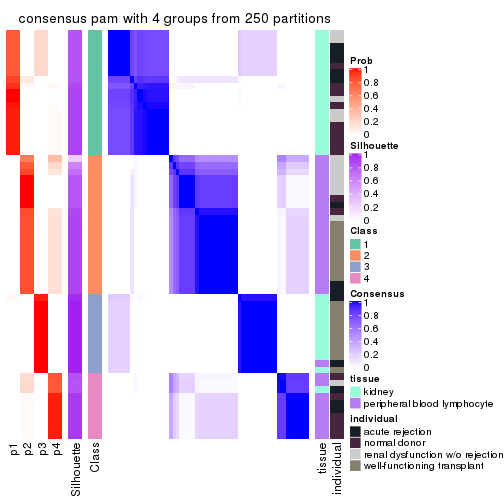 consensus pam with 4 groups from 250 partitions
Prob
1
0.8
0.6
0.4
0.2
0
Silhouette
1
0.8
0.6
0.4
0.2
0
Class
1
2
3
4
Consensus
1
0.8
0.6
0.4
0.2
0
tissue
kidney
peripheral blood lymphocyte
individual
acute rejection
normal donor
renal dysfunction w/o rejection
well-functioning transplant
p1
p2
p3
p4
Silhouette
Class
tissue
individual